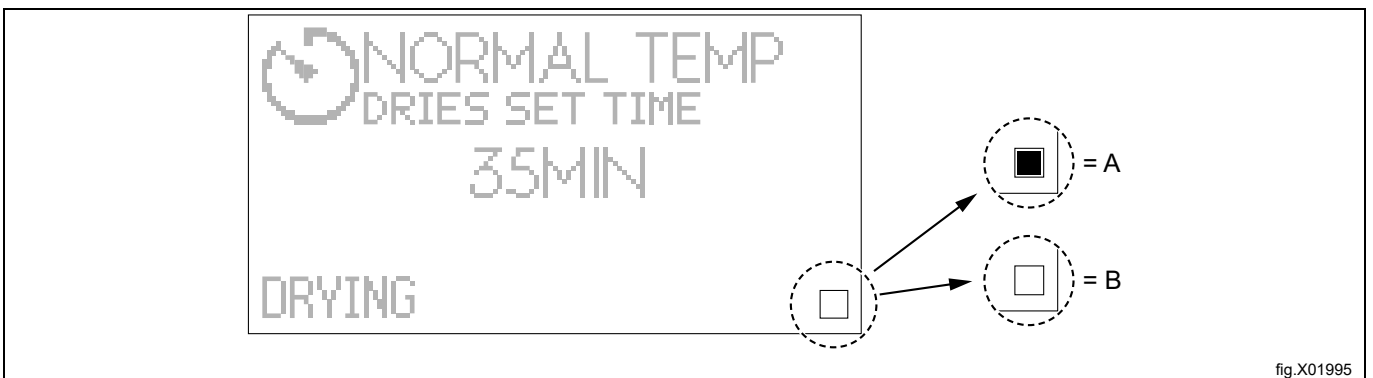 NORMAL TEMP
DRIES SET TIME
35MIN
= A
= B
DRYING
fig.X01995